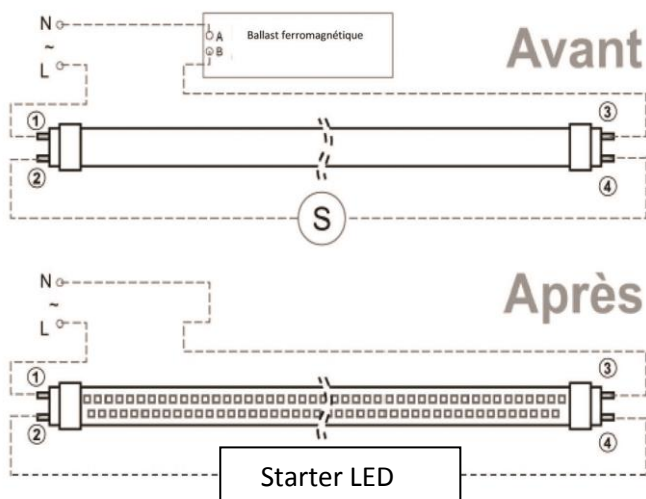 N
A
Ballast ferromagnétique
Avant
~
B
L
①
③
②
④
S
N
Après
~
L
①
③
②
④
Starter LED